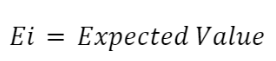 Ei = Expected Value